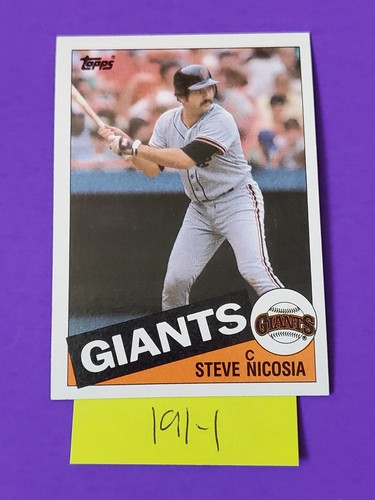 Topps
GIANTS
GIANTS
C
STEVE NICOSIA
191-1